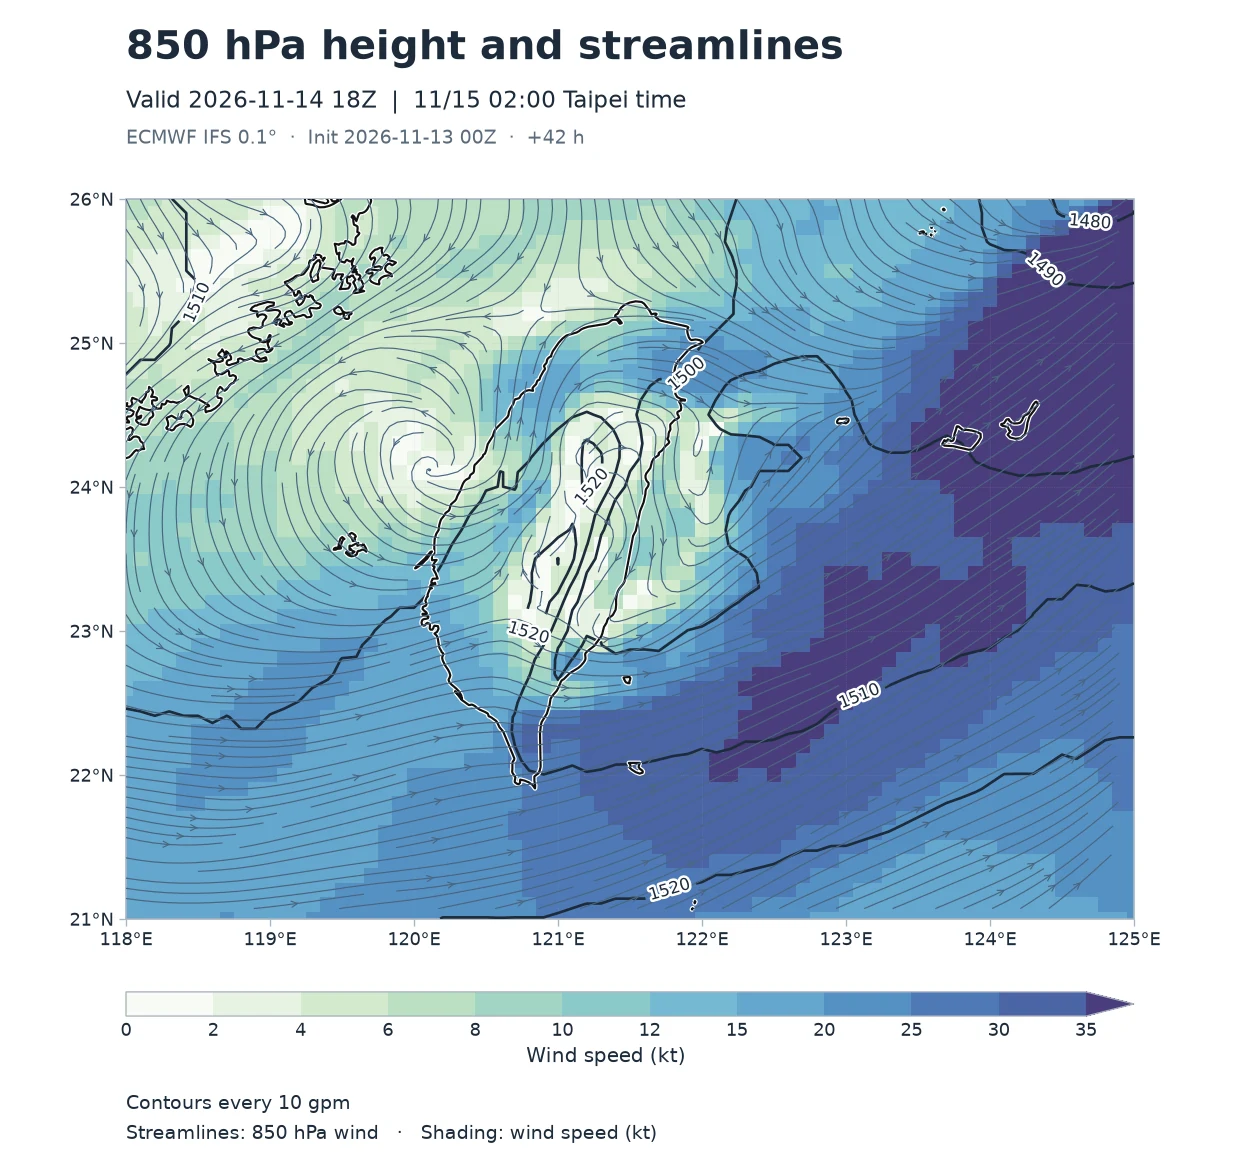 850 hPa height and streamlines
Valid 2026-11-14 18Z | 11/15 02:00 Taipei time
ECMWF IFS 0.1° · Init 2026-11-13 00Z · +42 h
26°N
1480
1490
1510
25°N
1500
24°N
1520
23°N
1520
1510
22°N
1520
21°N
118°E 119°E 120°E 121°E 122°E 123°E 124°E 125°E
0 2 4 6 8 10 12 15 20 25 30 35
Wind speed (kt)
Contours every 10 gpm
Streamlines: 850 hPa wind · Shading: wind speed (kt)